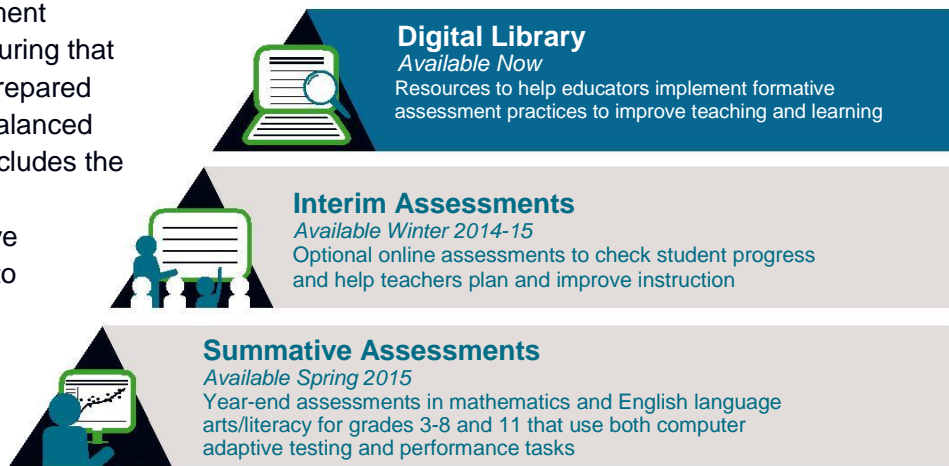 nent
uring that
repared
alanced
cludes the
ve
to
Digital Library
Available Now
Resources to help educators implement formative
assessment practices to improve teaching and learning
Interim Assessments
Available Winter 2014-15
Optional online assessments to check student progress
and help teachers plan and improve instruction
Summative Assessments
Available Spring 2015
Year-end assessments in mathematics and English language
arts/literacy for grades 3-8 and 11 that use both computer
adaptive testing and performance tasks